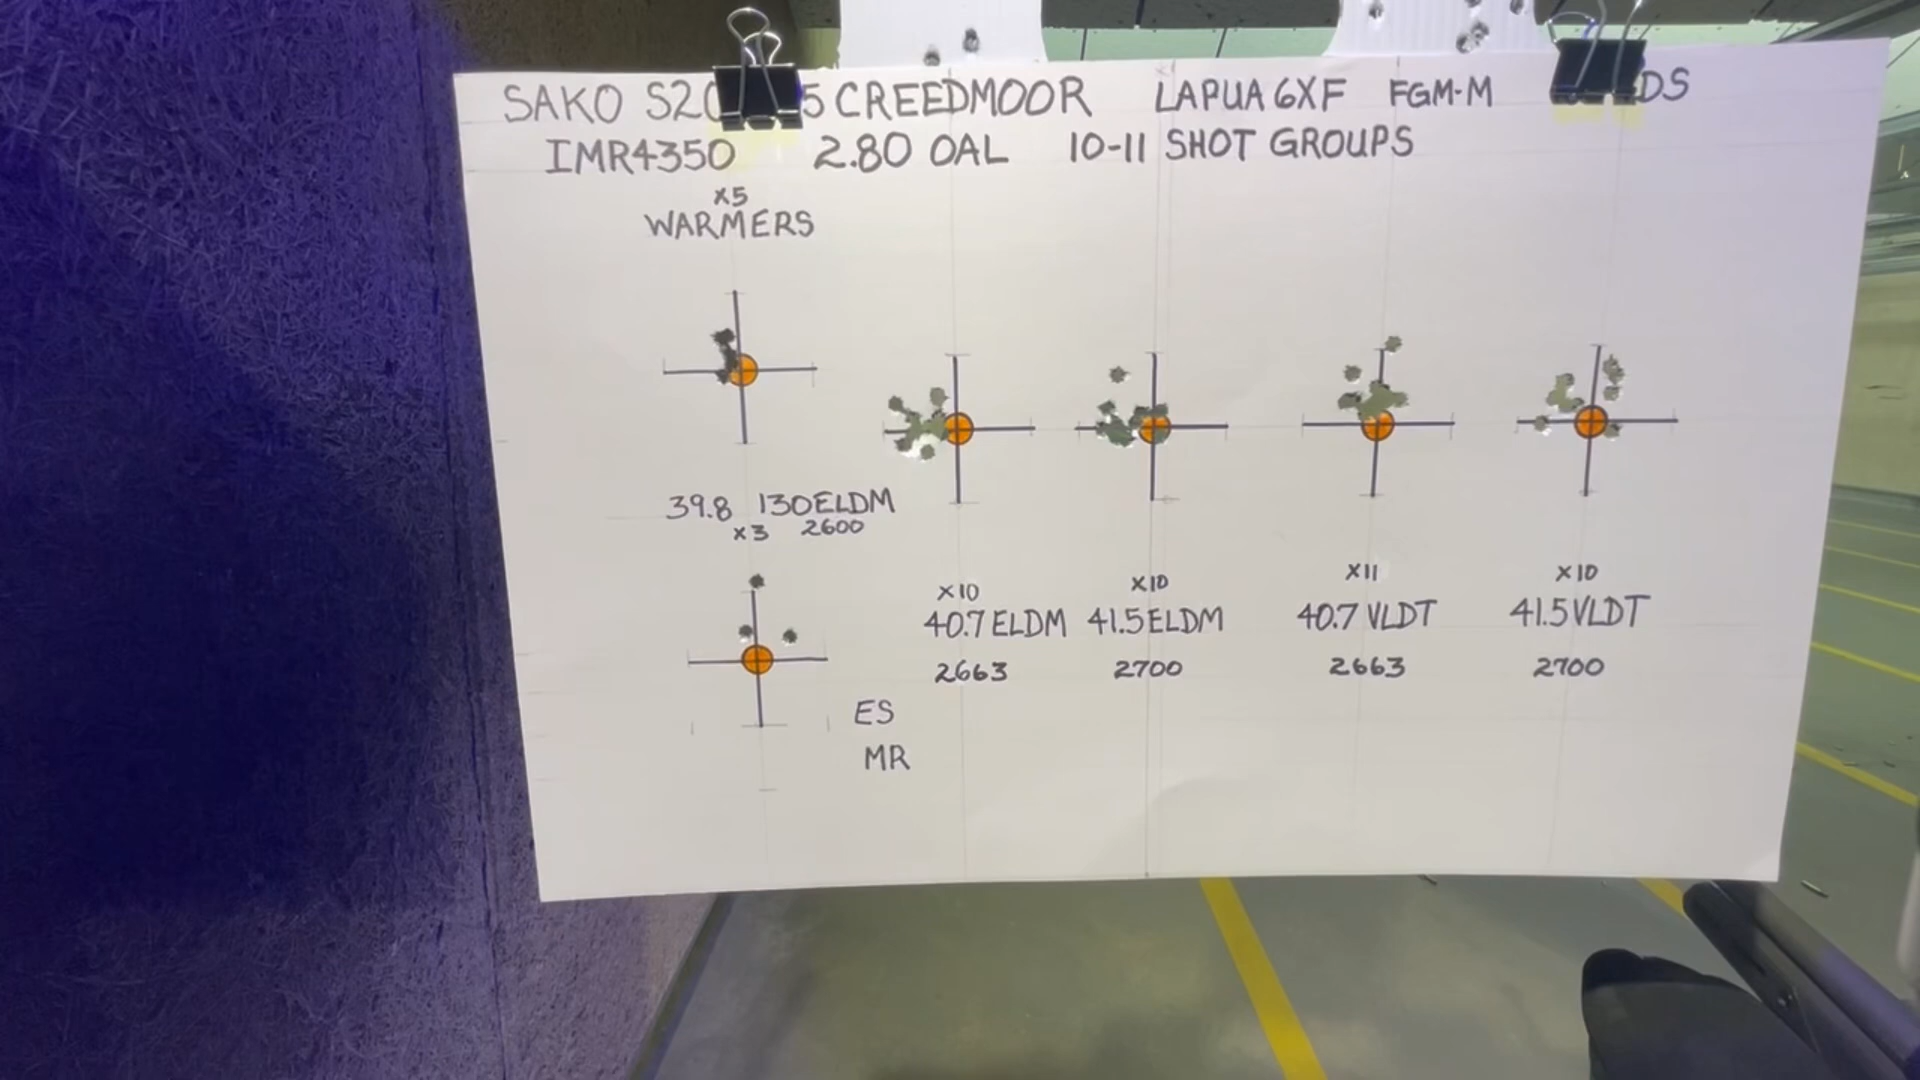 SAKO S20 5 CREEDMOOR LAPUA 6XF FGM-M DS
IMR4350 2.80 OAL 10-11 SHOT GROUPS
X5
WARMERS
39.8 130ELDM
X3 2600
X10
40.7 ELDM
2663
X10
41.5 ELDM
2700
X11
40.7 VLDT
2663
X10
41.5 VLDT
2700
ES
MR